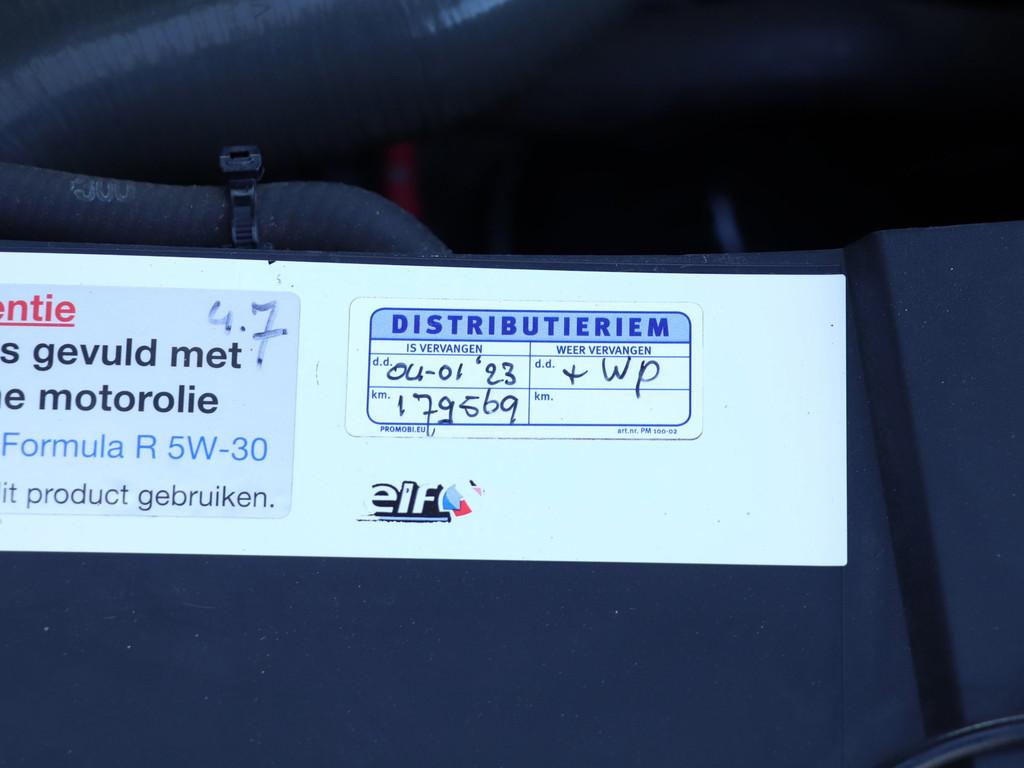 entie
4.7
s gevuld met
e motorolie
Formula R 5W-30
it product gebruiken.
DISTRIBUTIERIEM
IS VERVANGEN
WEER VERVANGEN
d.d. 04-01 '23
d.d. + WP
km. 179569
km.
PROMOBI.EU
art.nr. PM 100-02
elf